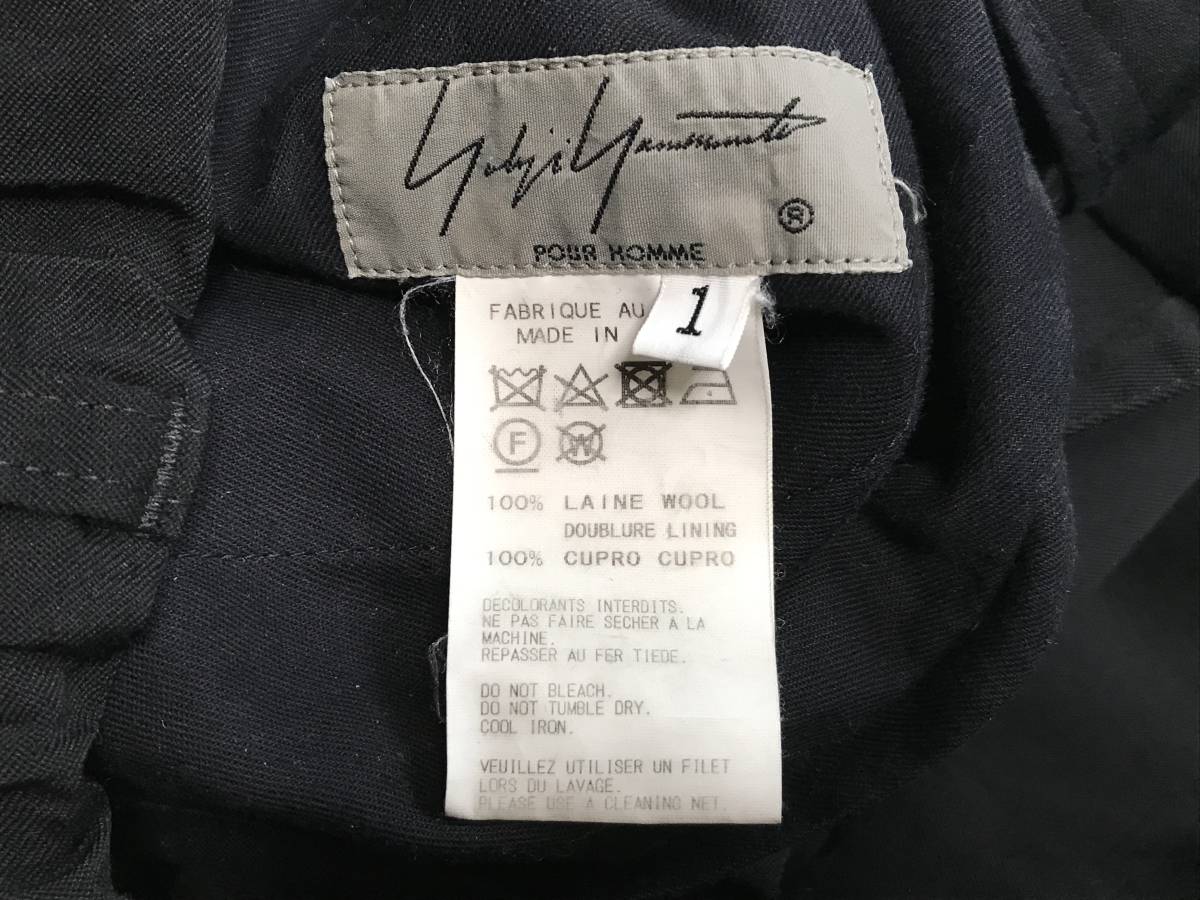 Yohji Yamamoto
®
POUR HOMME
FABRIQUE AU
1
MADE IN
F
W
100% LAINE WOOL
DOUBLURE LINING
100% CUPRO CUPRO
DECOLORANTS INTERDITS.
NE PAS FAIRE SECHER A LA
MACHINE.
REPASSER AU FER TIEDE.
DO NOT BLEACH.
DO NOT TUMBLE DRY.
COOL IRON.
VEUILLEZ UTILISER UN FILET
LORS DU LAVAGE.
PLEASE USE A CLEANING NET.